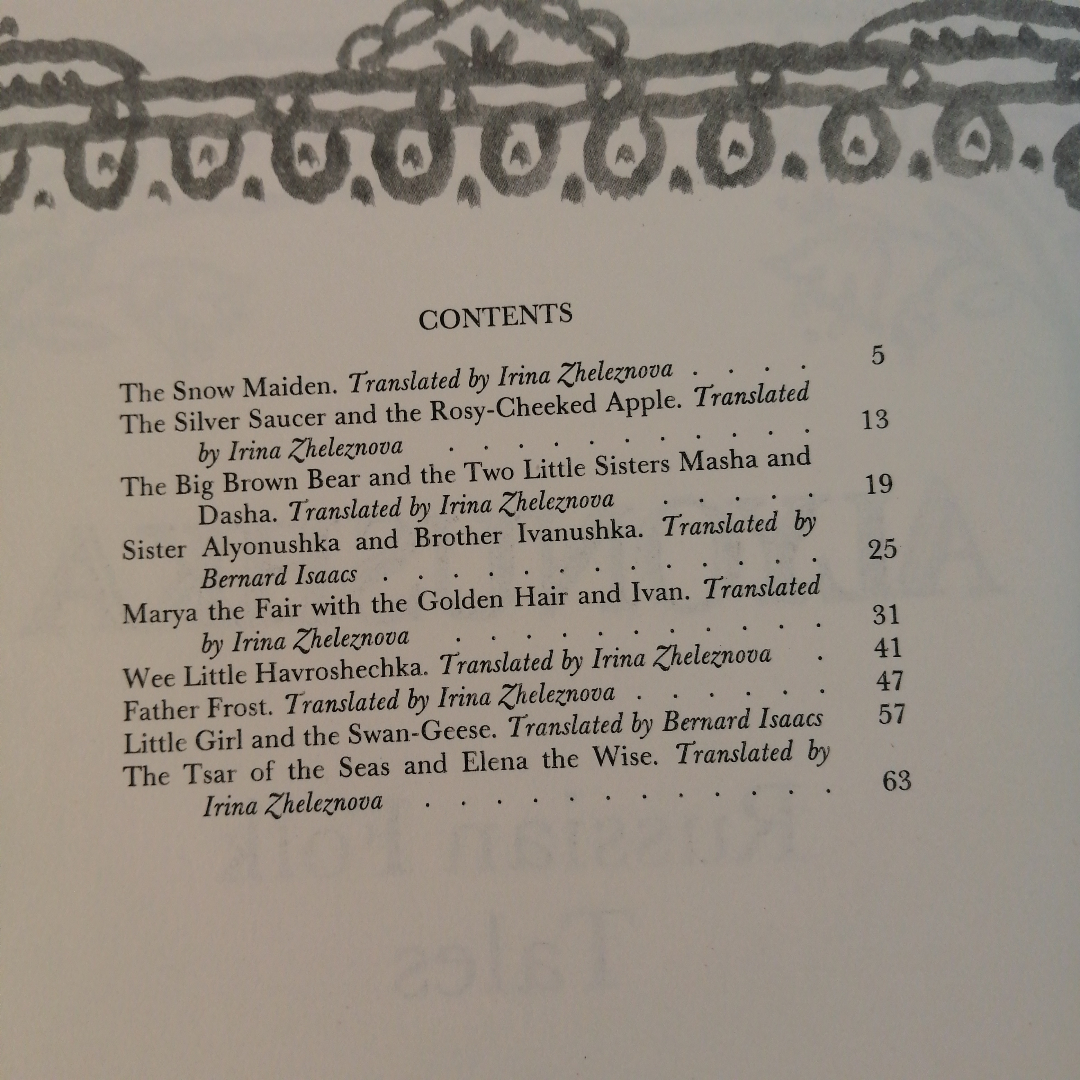 CONTENTS
The Snow Maiden. Translated by Irina Zheleznova . . . . 5
The Silver Saucer and the Rosy-Cheeked Apple. Translated
by Irina Zheleznova . . . . . . . . . . . 13
The Big Brown Bear and the Two Little Sisters Masha and
Dasha. Translated by Irina Zheleznova . . . . . 19
Sister Alyonushka and Brother Ivanushka. Translated by
Bernard Isaacs . . . . . . . . . . . . . 25
Marya the Fair with the Golden Hair and Ivan. Translated
by Irina Zheleznova . . . . . . . . . . . 31
Wee Little Havroshechka. Translated by Irina Zheleznova . 41
Father Frost. Translated by Irina Zheleznova . . . . . . 47
Little Girl and the Swan-Geese. Translated by Bernard Isaacs 57
The Tsar of the Seas and Elena the Wise. Translated by
Irina Zheleznova . . . . . . . . . . . . 63
Russian Folk
Tales